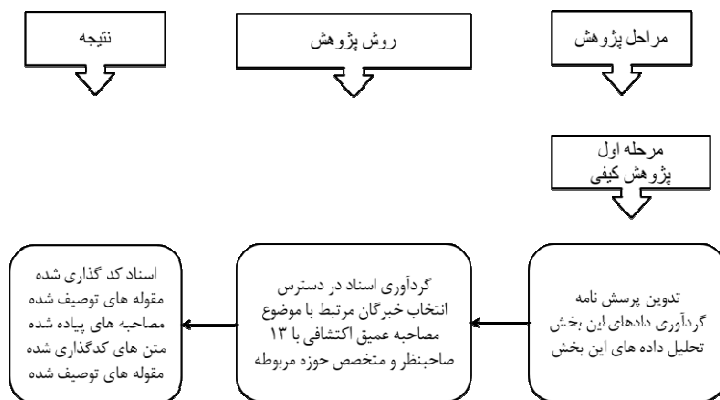 مراحل پژوهش
روش پژوهش
نتیجه
مرحله اول
پژوهش کیفی
تدوین پرسش نامه
گردآوری دادهای این بخش
تحلیل داده های این بخش
گردآوری اسناد در دسترس
انتخاب خبرگان مرتبط با موضوع
مصاحبه عمیق اکتشافی با ۱۳
صاحبنظر و متخصص حوزه مربوطه
اسناد کد گذاری شده
مقوله های توصیف شده
مصاحبه های پیاده شده
متن های کدگذاری شده
مقوله های توصیف شده